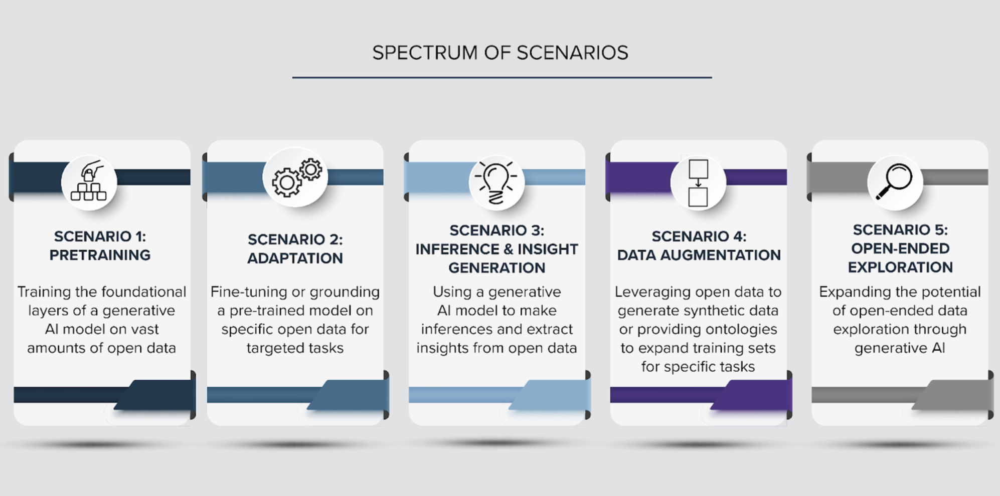 SPECTRUM OF SCENARIOS
SCENARIO 1:
PRETRAINING
Training the foundational
layers of a generative
AI model on vast
amounts of open data
SCENARIO 2:
ADAPTATION
Fine-tuning or grounding
a pre-trained model on
specific open data for
targeted tasks
SCENARIO 3:
INFERENCE & INSIGHT
GENERATION
Using a generative
AI model to make
inferences and extract
insights from open data
SCENARIO 4:
DATA AUGMENTATION
Leveraging open data to
generate synthetic data
or providing ontologies
to expand training sets
for specific tasks
SCENARIO 5:
OPEN-ENDED
EXPLORATION
Expanding the potential
of open-ended data
exploration through
generative AI